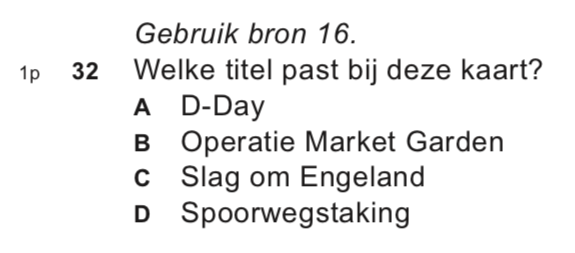 Gebruik bron 16.
1p 32 Welke titel past bij deze kaart?
A D-Day
B Operatie Market Garden
C Slag om Engeland
D Spoorwegstaking